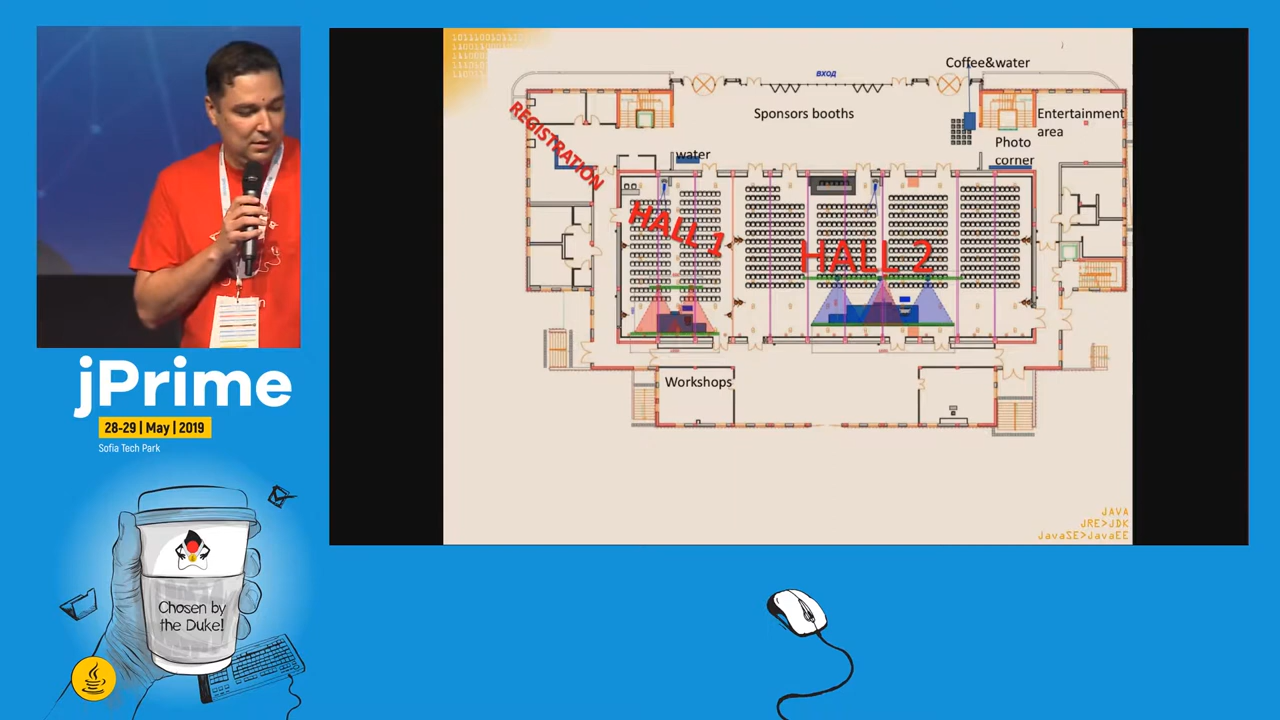 jPrime
28-29 | May | 2019
Sofia Tech Park
Chosen by
the Duke!
ВХОД
Coffee&water
Sponsors booths
Entertainment
area
Photo
corner
REGISTRATION
water
HALL 1
HALL 2
Workshops
JAVA
JRE>JDK
JavaSE>JavaEE